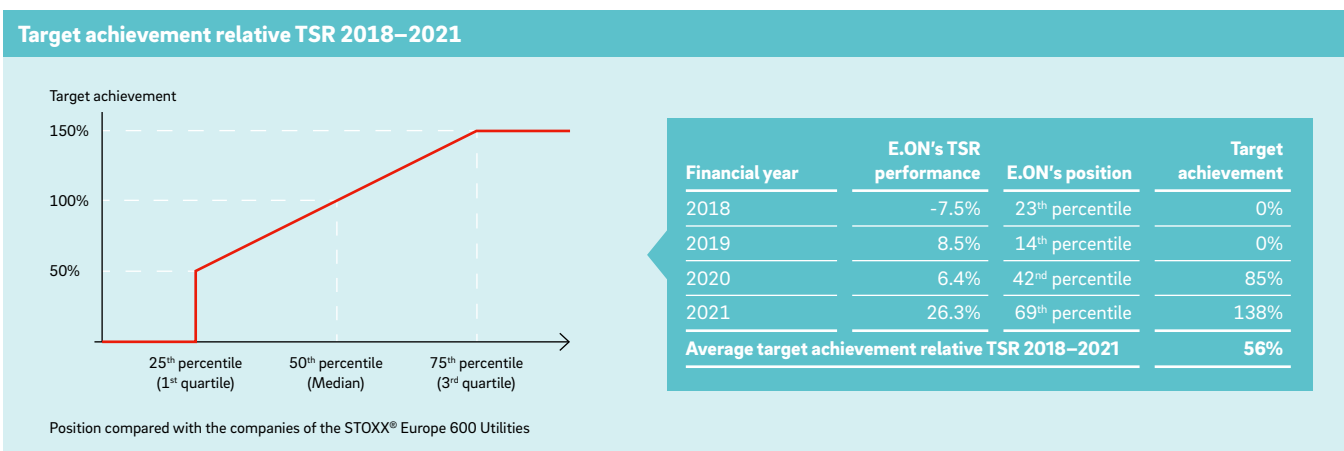 Target achievement relative TSR 2018–2021
Target achievement
150%
100%
50%
25th percentile
(1st quartile)
50th percentile
(Median)
75th percentile
(3rd quartile)
Position compared with the companies of the STOXX® Europe 600 Utilities
Financial year E.ON's TSR performance E.ON's position Target achievement
2018 -7.5% 23th percentile 0%
2019 8.5% 14th percentile 0%
2020 6.4% 42nd percentile 85%
2021 26.3% 69th percentile 138%
Average target achievement relative TSR 2018–2021 56%